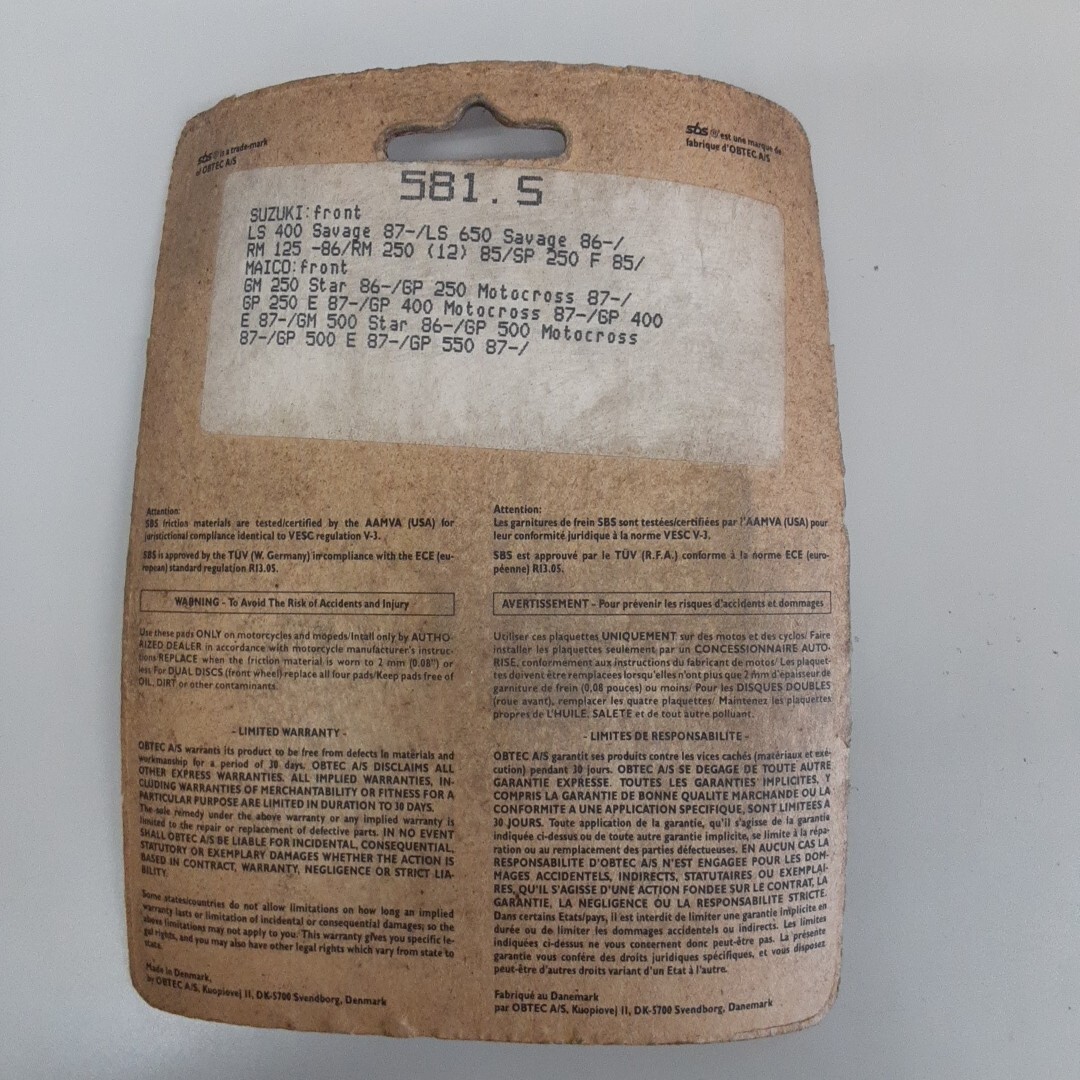 sbs ® is a trade-mark
of OBTEC A/S
sbs ® est une marque de
fabrique d'OBTEC A/S
581.S
SUZUKI:front
LS 400 Savage 87-/LS 650 Savage 86-/
RM 125 -86/RM 250 (12) 85/SP 250 F 85/
MAICO:front
GM 250 Star 86-/GP 250 Motocross 87-/
GP 250 E 87-/GP 400 Motocross 87-/GP 400
E 87-/GM 500 Star 86-/GP 500 Motocross
87-/GP 500 E 87-/GP 550 87-/
Attention:
SBS friction materials are tested/certified by the AAMVA (USA) for
juristictional compliance identical to VESC regulation V-3.
SBS is approved by the TÜV (W. Germany) in compliance with the ECE (eu-
ropean) standard regulation R13.05.
WARNING - To Avoid The Risk of Accidents and Injury
Use these pads ONLY on motorcycles and mopeds/Intall only by AUTHO-
RIZED DEALER in accordance with motorcycle manufacturer's instruc-
tions REPLACE when the friction material is worn to 2 mm (0.08") or
less For DUAL DISCS (front wheel) replace all four pads/Keep pads free of
OIL, DIRT or other contaminants.
- LIMITED WARRANTY -
OBTEC A/S warrants its product to be free from defects in materials and
workmanship for a period of 30 days. OBTEC A/S DISCLAIMS ALL
OTHER EXPRESS WARRANTIES. ALL IMPLIED WARRANTIES, IN-
CLUDING WARRANTIES OF MERCHANTABILITY OR FITNESS FOR A
PARTICULAR PURPOSE ARE LIMITED IN DURATION TO 30 DAYS.
The sole remedy under the above warranty or any implied warranty is
limited to the repair or replacement of defective parts. IN NO EVENT
SHALL OBTEC A/S BE LIABLE FOR INCIDENTAL, CONSEQUENTIAL,
STATUTORY OR EXEMPLARY DAMAGES WHETHER THE ACTION IS
BASED IN CONTRACT, WARRANTY, NEGLIGENCE OR STRICT LIA-
BILITY.
Some states/countries do not allow limitations on how long an implied
warranty lasts or limitation of incidental or consequential damages; so the
above limitations may not apply to you. This warranty gives you specific le-
gal rights, and you may also have other legal rights which vary from state to
state.
Made in Denmark,
by OBTEC A/S, Kuopiovej 11, DK-5700 Svendborg, Danmark
Attention:
Les garnitures de frein SBS sont testées/certifiées par l'AAMVA (USA) pour
leur conformité juridique à la norme VESC V-3.
SBS est approuvé par le TÜV (R.F.A.) conforme à la norme ECE (euro-
péenne) R13.05.
AVERTISSEMENT - Pour prévenir les risques d'accidents et dommages
Utiliser ces plaquettes UNIQUEMENT sur des motos et des cyclos/ Faire
installer les plaquettes seulement par un CONCESSIONNAIRE AUTO-
RISE, conformement aux instructions du fabricant de motos/ Les plaquet-
tes doivent être remplacees lorsqu'elles n'ont plus que 2 mm d'épaisseur de
garniture de frein (0,08 pouces) ou moins/ Pour les DISQUES DOUBLES
(roue avant), remplacer les quatre plaquettes/ Maintenez les plaquettes
propres de L'HUILE, SALETE et de tout autre polluant.
- LIMITES DE RESPONSABILITE -
OBTEC A/S garantit ses produits contre les vices cachés (matériaux et exé-
cution) pendant 30 jours. OBTEC A/S SE DEGAGE DE TOUTE AUTRE
GARANTIE EXPRESSE. TOUTES LES GARANTIES IMPLICITES, Y
COMPRIS LA GARANTIE DE BONNE QUALITE MARCHANDE OU LA
CONFORMITE A UNE APPLICATION SPECIFIQUE, SONT LIMITEES A
30 JOURS. Toute application de la garantie, qu'il s'agisse de la garantie
indiquée ci-dessus ou de toute autre garantie implicite, se limite à la répa-
ration ou au remplacement des parties défectueuses. EN AUCUN CAS LA
RESPONSABILITE D'OBTEC A/S N'EST ENGAGEE POUR LES DOM-
MAGES ACCIDENTELS, INDIRECTS, STATUTAIRES OU EXEMPLAI-
RES, QU'IL S'AGISSE D'UNE ACTION FONDEE SUR LE CONTRAT, LA
GARANTIE, LA NEGLIGENCE OU LA RESPONSABILITE STRICTE.
Dans certains Etats/pays, il est interdit de limiter une garantie implicite en
durée ou de limiter les dommages accidentels ou indirects. Les limites
indiquées ci-dessus ne vous concernent donc peut-être pas. La présente
garantie vous confére des droits juridiques spécifiques, et vous disposez
peut-être d'autres droits variant d'un Etat à l'autre.
Fabriqué au Danemark
par OBTEC A/S, Kuopiovej 11, DK-5700 Svendborg, Danemark